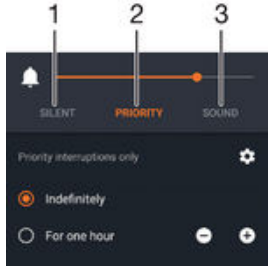 1 2 3
SILENT PRIORITY SOUND
Priority interruptions only
Indefinitely
For one hour